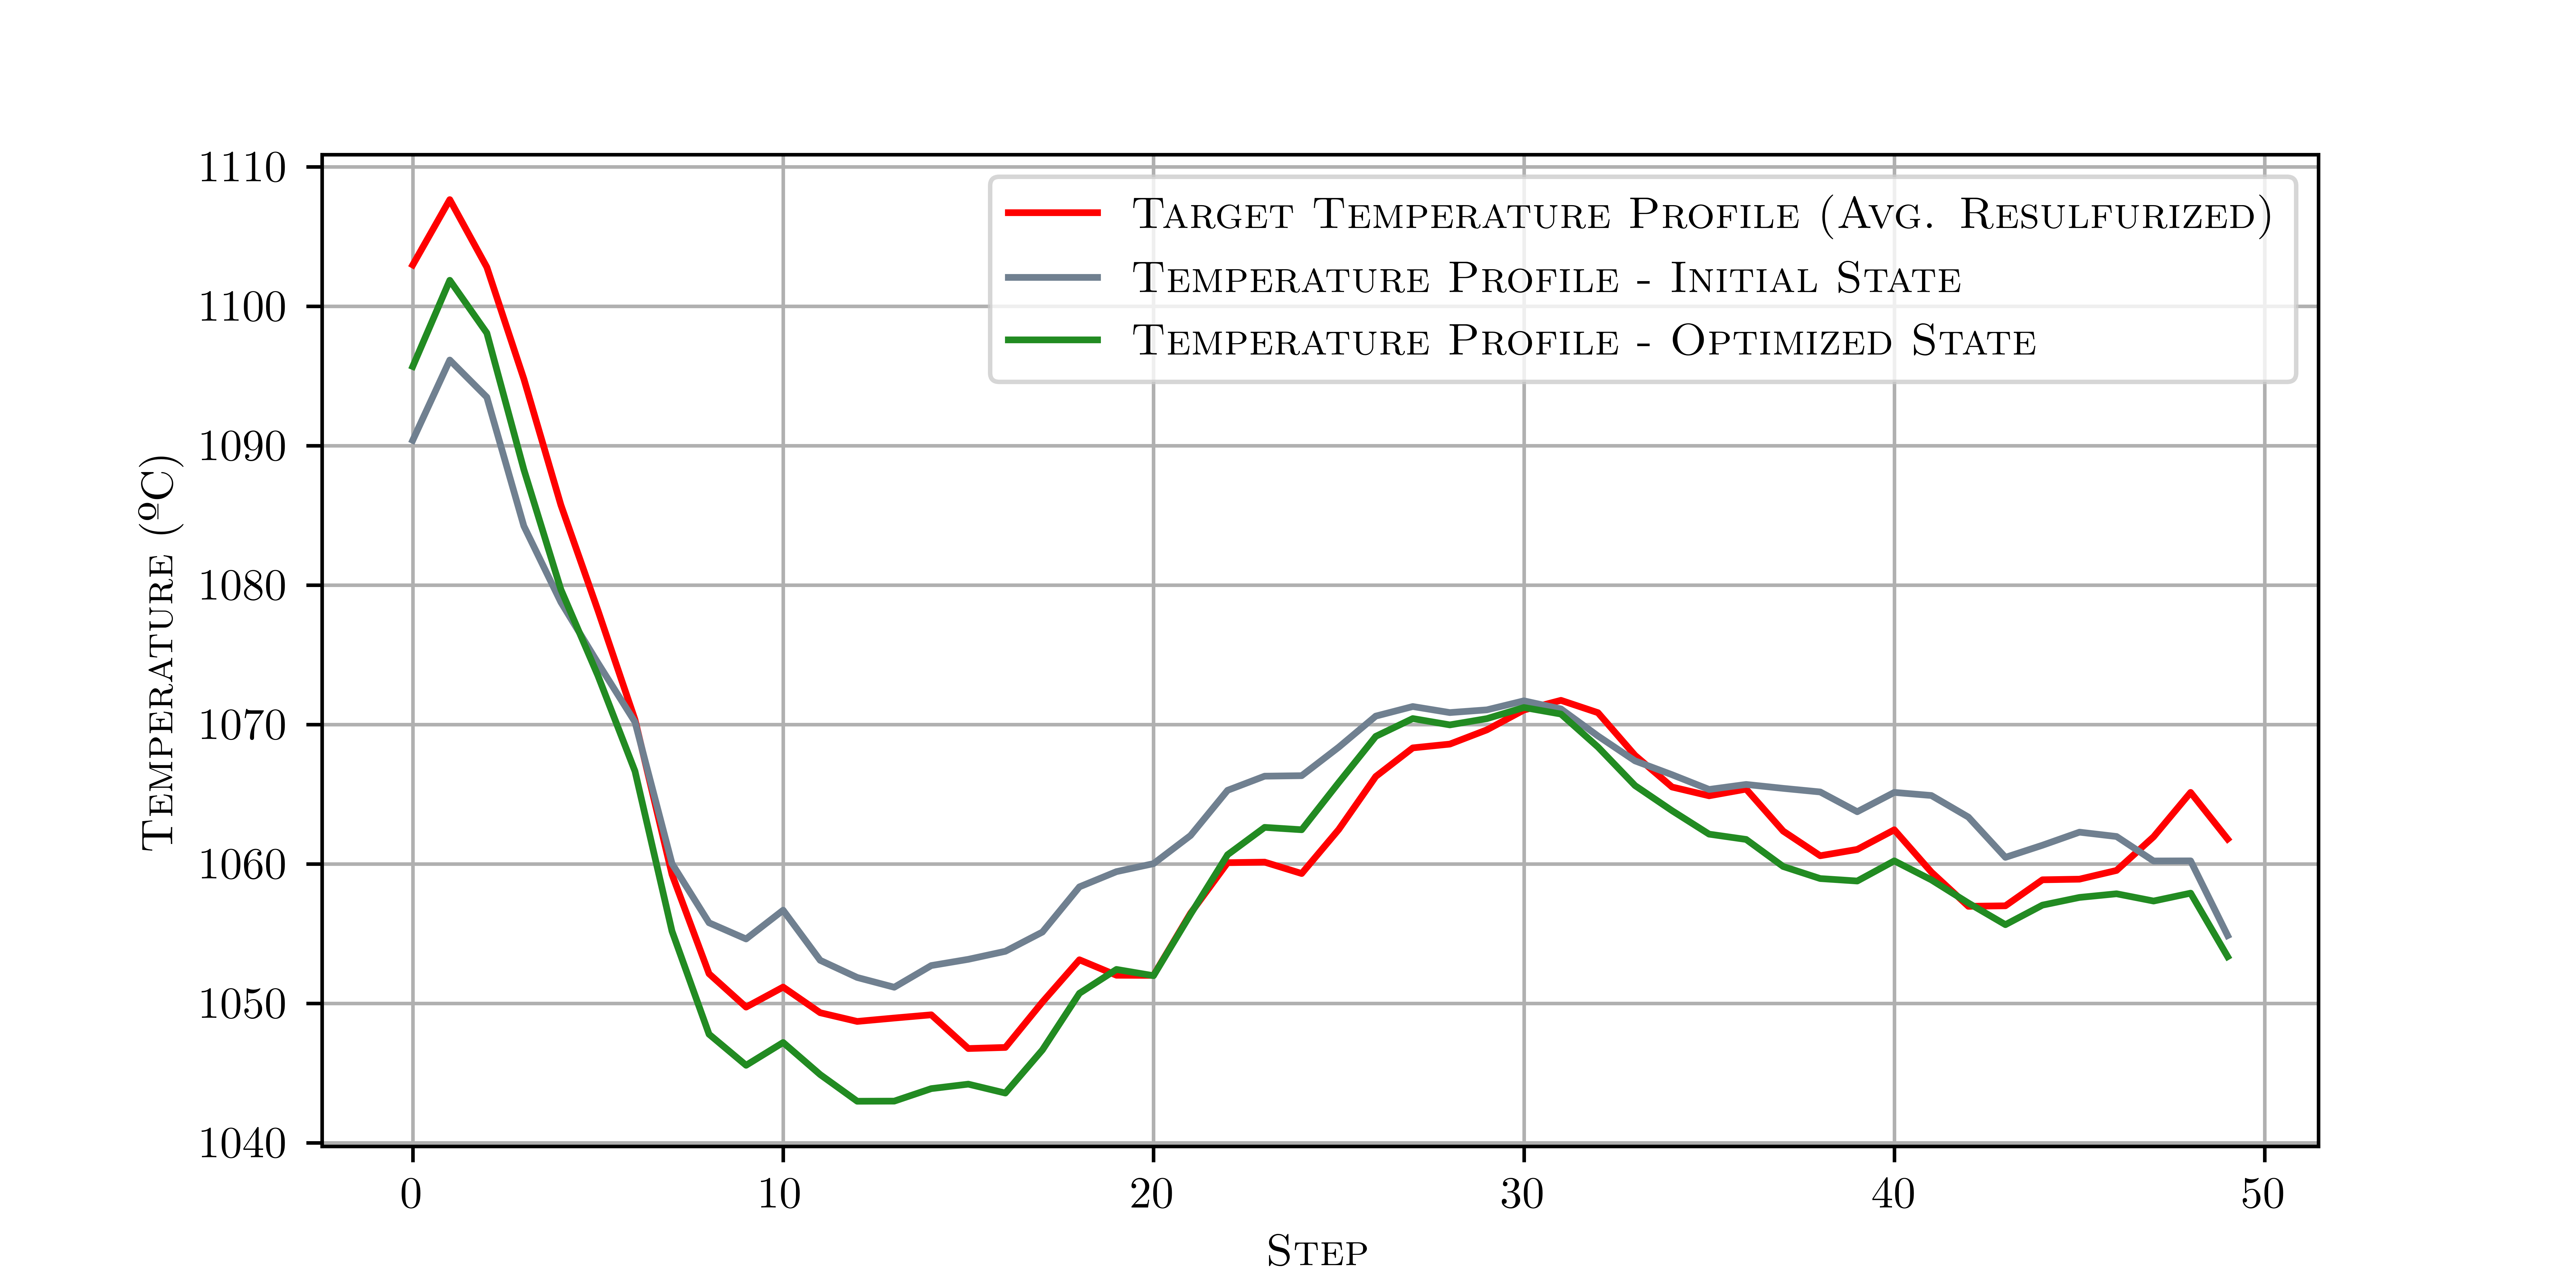 Target Temperature Profile (Avg. Resulfurized)
Temperature Profile - Initial State
Temperature Profile - Optimized State
Temperature (ºC)
1110
1100
1090
1080
1070
1060
1050
1040
0 10 20 30 40 50
Step